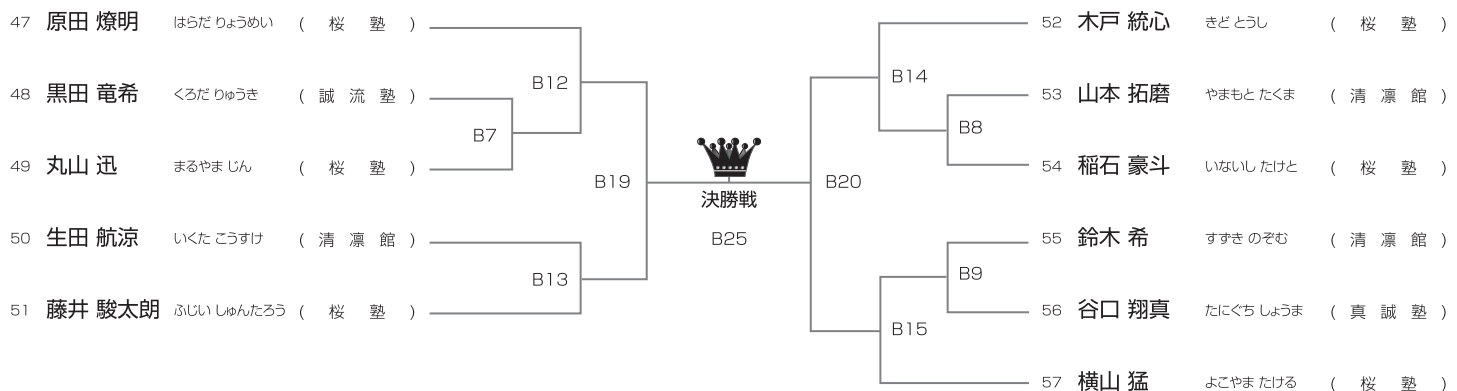 47 原田 燎明 はらだ りょうめい ( 桜 塾 )
48 黒田 竜希 くろだ りゅうき ( 誠 流 塾 )
49 丸山 迅 まるやま じん ( 桜 塾 )
50 生田 航涼 いくた こうすけ ( 清 凛 館 )
51 藤井 駿太朗 ふじい しゅんたろう ( 桜 塾 )
B12
B7
B19
B13
決勝戦
B25
B14
B8
B20
B9
B15
52 木戸 統心 きど とうし ( 桜 塾 )
53 山本 拓磨 やまもと たくま ( 清 凛 館 )
54 稲石 豪斗 いないし たけと ( 桜 塾 )
55 鈴木 希 すずき のぞむ ( 清 凛 館 )
56 谷口 翔真 たにぐち しょうま ( 真 誠 塾 )
57 横山 猛 よこやま たける ( 桜 塾 )